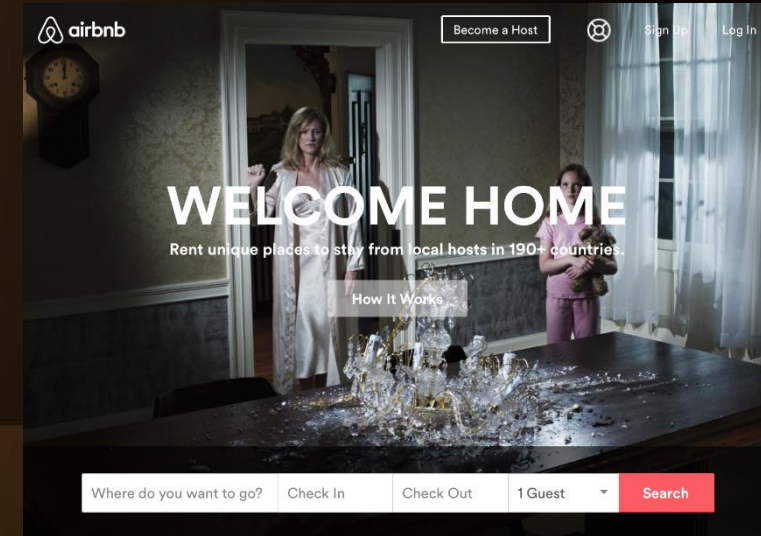 airbnb
Become a Host
Sign Up
Log In
WELCOME HOME
Rent unique places to stay from local hosts in 190+ countries.
How It Works
Where do you want to go?
Check In
Check Out
1 Guest
Search